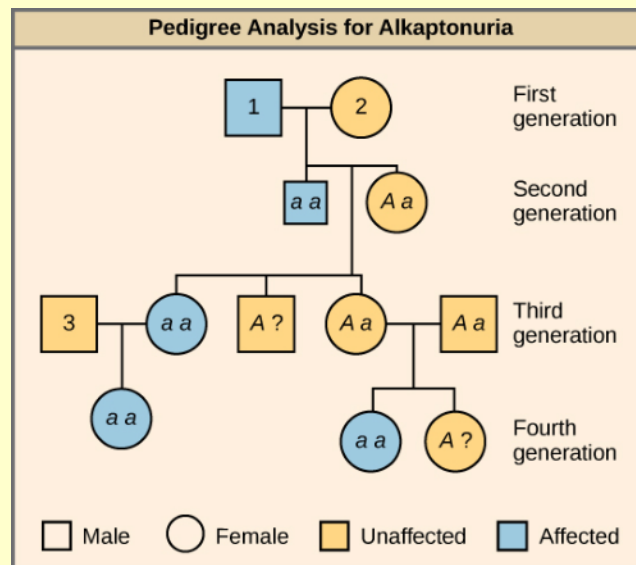 Pedigree Analysis for Alkaptonuria
1
2
First
generation
a a
A a
Second
generation
3
a a
A ?
A a
A a
Third
generation
a a
a a
A ?
Fourth
generation
Male
Female
Unaffected
Affected